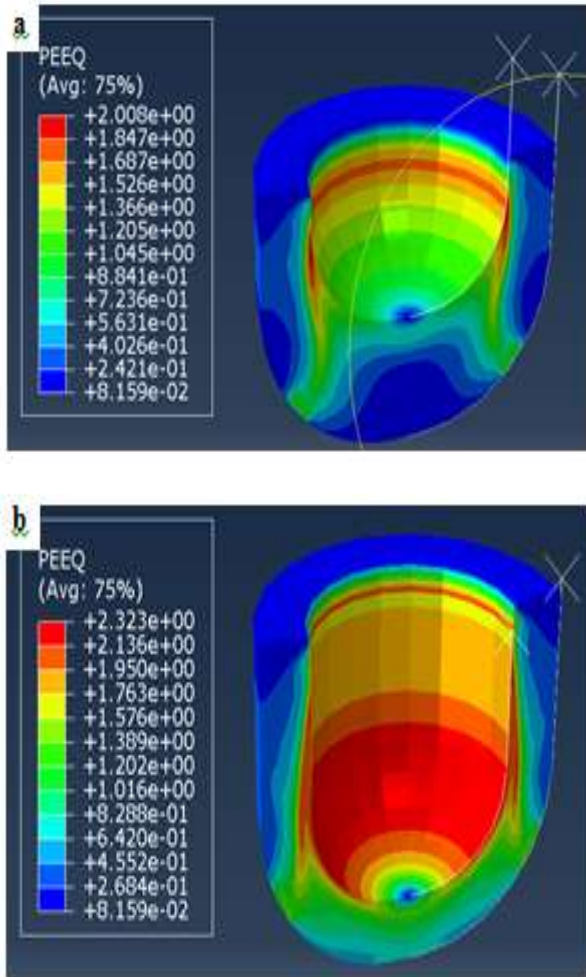 a
PEEQ
(Avg: 75%)
+2.008e+00
+1.847e+00
+1.687e+00
+1.526e+00
+1.366e+00
+1.205e+00
+1.045e+00
+8.841e-01
+7.236e-01
+5.631e-01
+4.026e-01
+2.421e-01
+8.159e-02
b
PEEQ
(Avg: 75%)
+2.323e+00
+2.136e+00
+1.950e+00
+1.763e+00
+1.576e+00
+1.389e+00
+1.202e+00
+1.016e+00
+8.288e-01
+6.420e-01
+4.552e-01
+2.684e-01
+8.159e-02